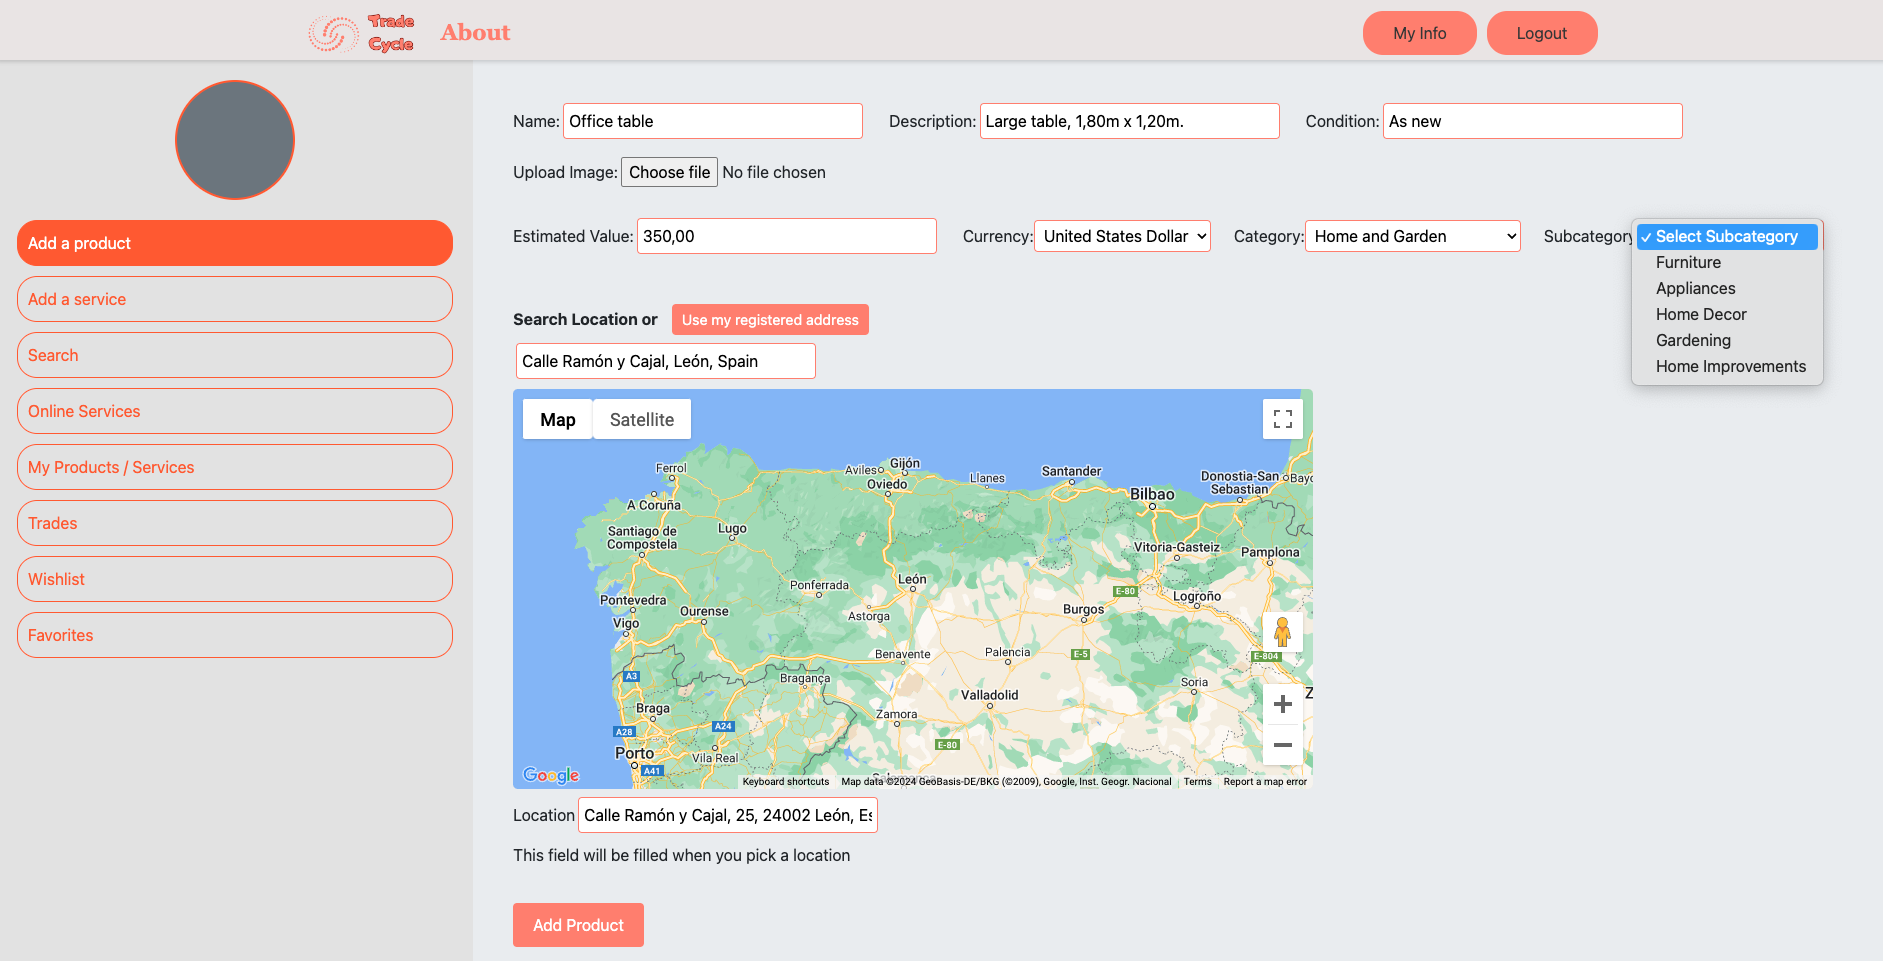 Trade
Cycle
About
My Info
Logout
Add a product
Add a service
Search
Online Services
My Products / Services
Trades
Wishlist
Favorites
Name: Office table
Description: Large table, 1,80m x 1,20m.
Condition: As new
Upload Image: Choose file No file chosen
Estimated Value: 350,00
Currency: United States Dollar
Category: Home and Garden
Subcategory
✓ Select Subcategory
Furniture
Appliances
Home Decor
Gardening
Home Improvements
Search Location or Use my registered address
Calle Ramón y Cajal, León, Spain
Map
Satellite
Ferrol
Aviles
Gijón
Oviedo
Llanes
Santander
Bilbao
Donostia-San
Sebastian
Bayo
A Coruña
Santiago de
Compostela
Lugo
Vitoria-Gasteiz
Pamplona
Ponferrada
León
Astorga
E-80
Logroño
Burgos
Pontevedra
Ourense
Vigo
Benavente
Palencia
E-5
E-804
A3
Bragança
Soria
Valladolid
Z
Braga
Zamora
A28
A24
E-80
Porto
Vila Real
A41
Google
Keyboard shortcuts
Map data ©2024 GeoBasis-DE/BKG (©2009), Google, Inst. Geogr. Nacional
Terms
Report a map error
Location Calle Ramón y Cajal, 25, 24002 León, Es
This field will be filled when you pick a location
Add Product